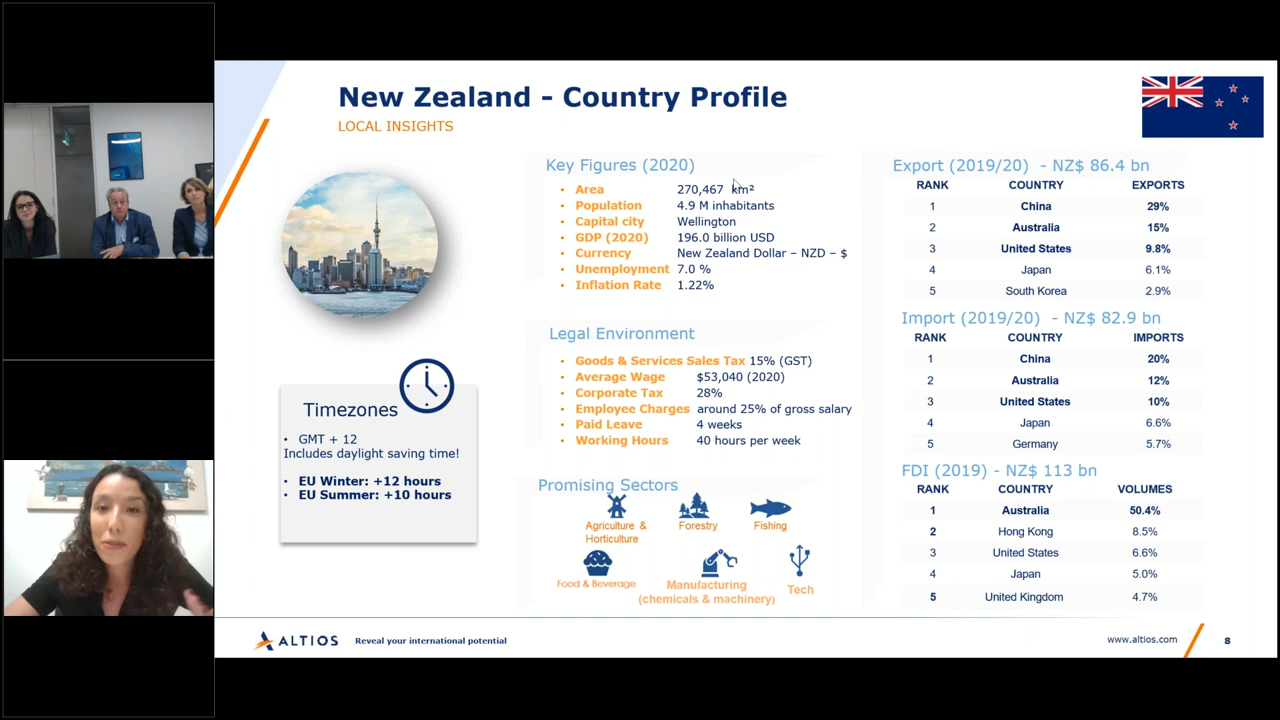 New Zealand - Country Profile
LOCAL INSIGHTS
Key Figures (2020)
• Area 270,467 km²
• Population 4.9 M inhabitants
• Capital city Wellington
• GDP (2020) 196.0 billion USD
• Currency New Zealand Dollar – NZD – $
• Unemployment 7.0 %
• Inflation Rate 1.22%
Legal Environment
• Goods & Services Sales Tax 15% (GST)
• Average Wage $53,040 (2020)
• Corporate Tax 28%
• Employee Charges around 25% of gross salary
• Paid Leave 4 weeks
• Working Hours 40 hours per week
Timezones
• GMT + 12
Includes daylight saving time!
• EU Winter: +12 hours
• EU Summer: +10 hours
Promising Sectors
Agriculture &
Horticulture
Forestry
Fishing
Food & Beverage
Manufacturing
(chemicals & machinery)
Tech
Export (2019/20) - NZ$ 86.4 bn
RANK COUNTRY EXPORTS
1 China 29%
2 Australia 15%
3 United States 9.8%
4 Japan 6.1%
5 South Korea 2.9%
Import (2019/20) - NZ$ 82.9 bn
RANK COUNTRY IMPORTS
1 China 20%
2 Australia 12%
3 United States 10%
4 Japan 6.6%
5 Germany 5.7%
FDI (2019) - NZ$ 113 bn
RANK COUNTRY VOLUMES
1 Australia 50.4%
2 Hong Kong 8.5%
3 United States 6.6%
4 Japan 5.0%
5 United Kingdom 4.7%
ALTIOS Reveal your international potential
www.altios.com 8